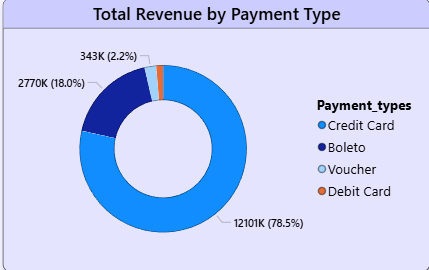 Total Revenue by Payment Type
343K (2.2%)
2770K (18.0%)
12101K (78.5%)
Payment_types
Credit Card
Boleto
Voucher
Debit Card